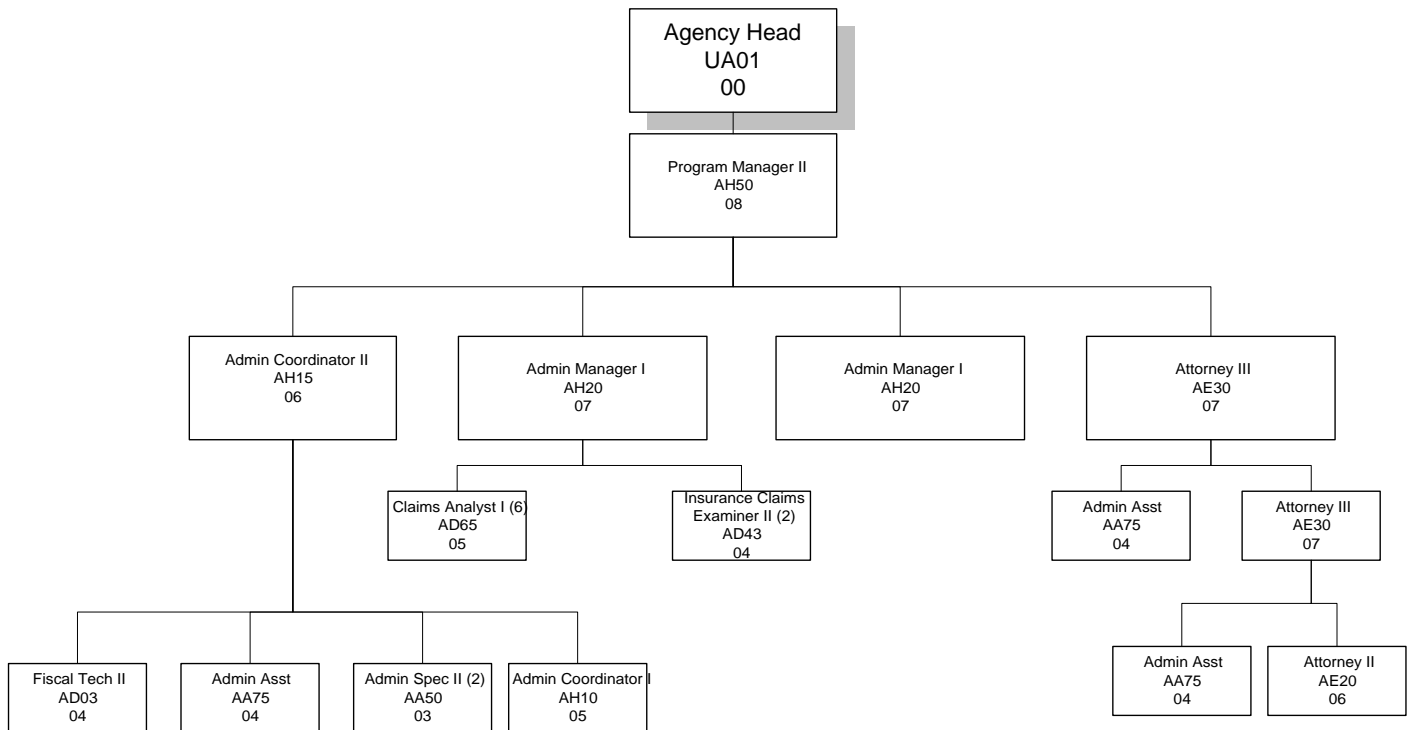 Agency Head
UA01
00
Program Manager II
AH50
08
Admin Coordinator II
AH15
06
Admin Manager I
AH20
07
Admin Manager I
AH20
07
Attorney III
AE30
07
Claims Analyst I (6)
AD65
05
Insurance Claims
Examiner II (2)
AD43
04
Admin Asst
AA75
04
Attorney III
AE30
07
Fiscal Tech II
AD03
04
Admin Asst
AA75
04
Admin Spec II (2)
AA50
03
Admin Coordinator I
AH10
05
Admin Asst
AA75
04
Attorney II
AE20
06